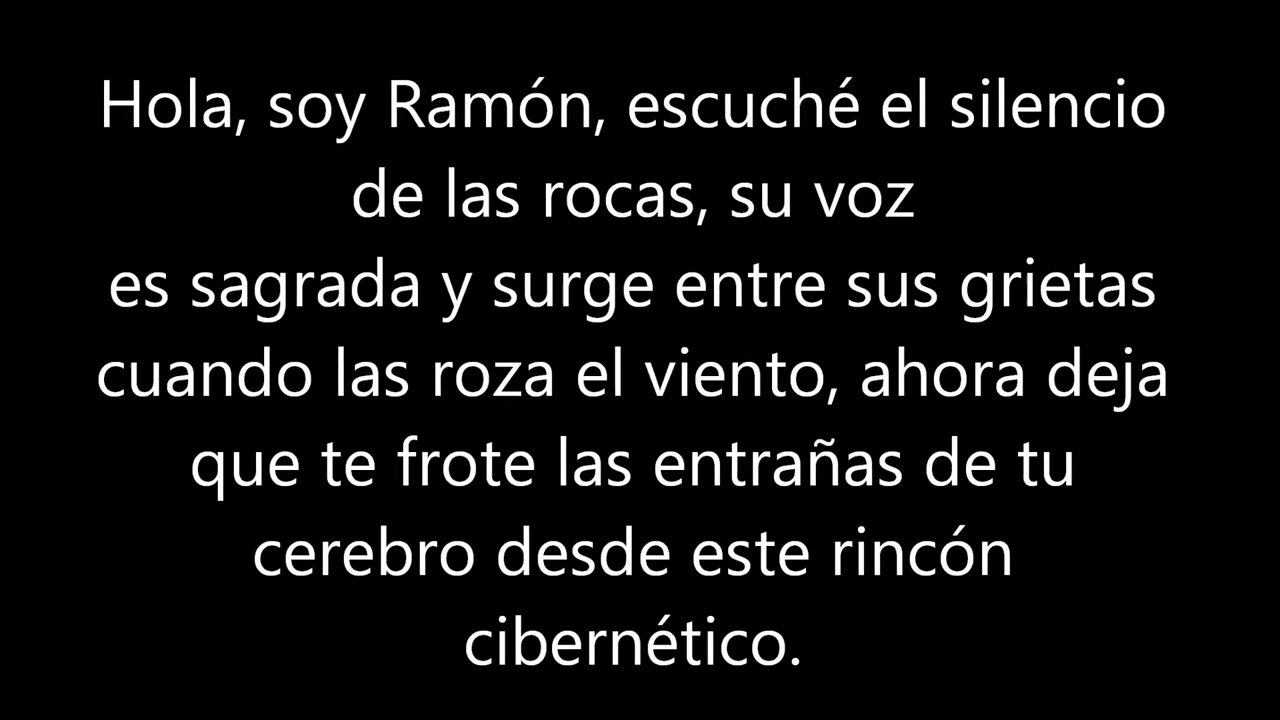 Hola, soy Ramón, escuché el silencio
de las rocas, su voz
es sagrada y surge entre sus grietas
cuando las roza el viento, ahora deja
que te frote las entrañas de tu
cerebro desde este rincón
cibernético.